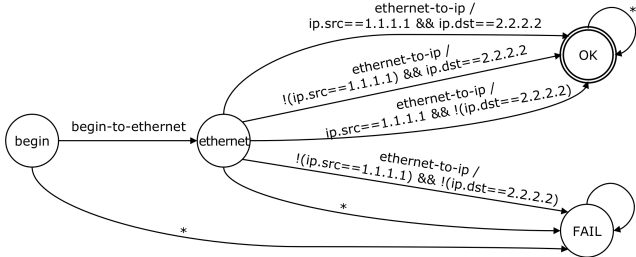 ethernet-to-ip /
ip.src==1.1.1.1 && ip.dst==2.2.2.2
*
OK
ethernet-to-ip /
!(ip.src==1.1.1.1) && ip.dst==2.2.2.2
ethernet-to-ip /
ip.src==1.1.1.1 && !(ip.dst==2.2.2.2)
begin-to-ethernet
begin
ethernet
ethernet-to-ip /
!(ip.src==1.1.1.1) && !(ip.dst==2.2.2.2)
*
FAIL
*